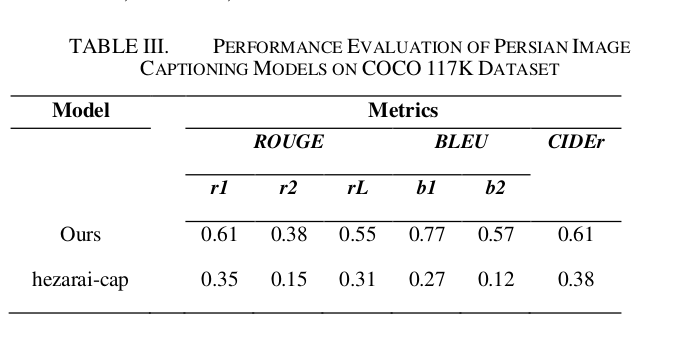 TABLE III. PERFORMANCE EVALUATION OF PERSIAN IMAGE
CAPTIONING MODELS ON COCO 117K DATASET
Model Metrics
ROUGE BLEU CIDEr
r1 r2 rL b1 b2
Ours 0.61 0.38 0.55 0.77 0.57 0.61
hezarai-cap 0.35 0.15 0.31 0.27 0.12 0.38